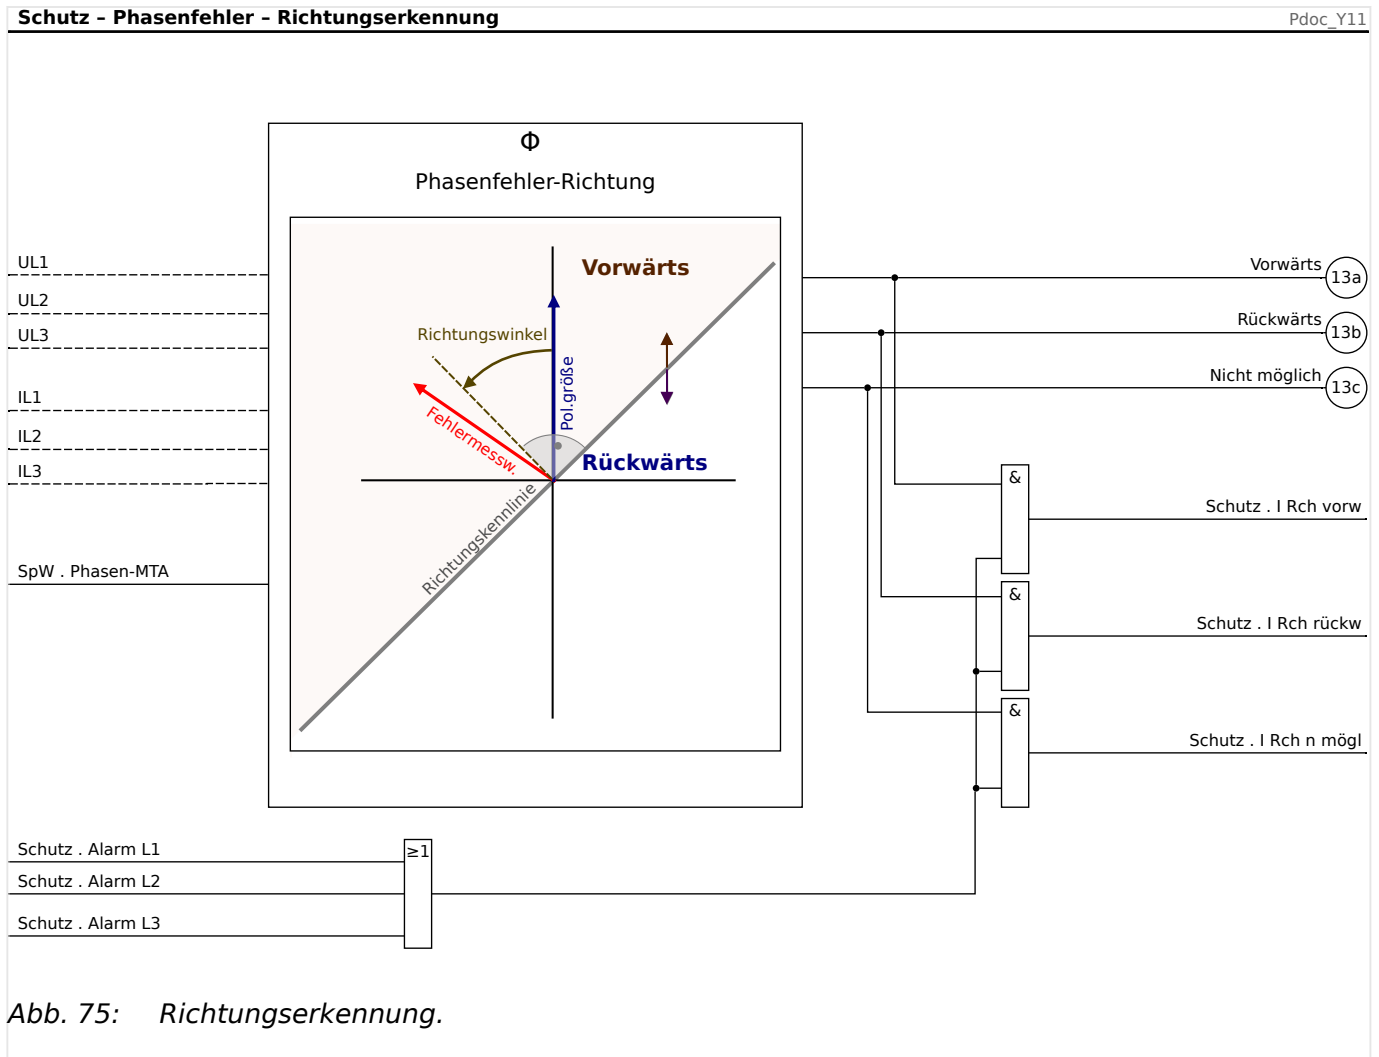 Schutz – Phasenfehler – Richtungserkennung
Pdoc_Y11
Φ
Phasenfehler-Richtung
UL1
UL2
UL3
IL1
IL2
IL3
SpW . Phasen-MTA
Vorwärts
Richtungswinkel
Pol.größe
Fehlermessw.
Rückwärts
Richtungskennlinie
Vorwärts 13a
Rückwärts 13b
Nicht möglich 13c
&
Schutz . I Rch vorw
&
Schutz . I Rch rückw
&
Schutz . I Rch n mögl
Schutz . Alarm L1
≥1
Schutz . Alarm L2
Schutz . Alarm L3
Abb. 75: Richtungserkennung.